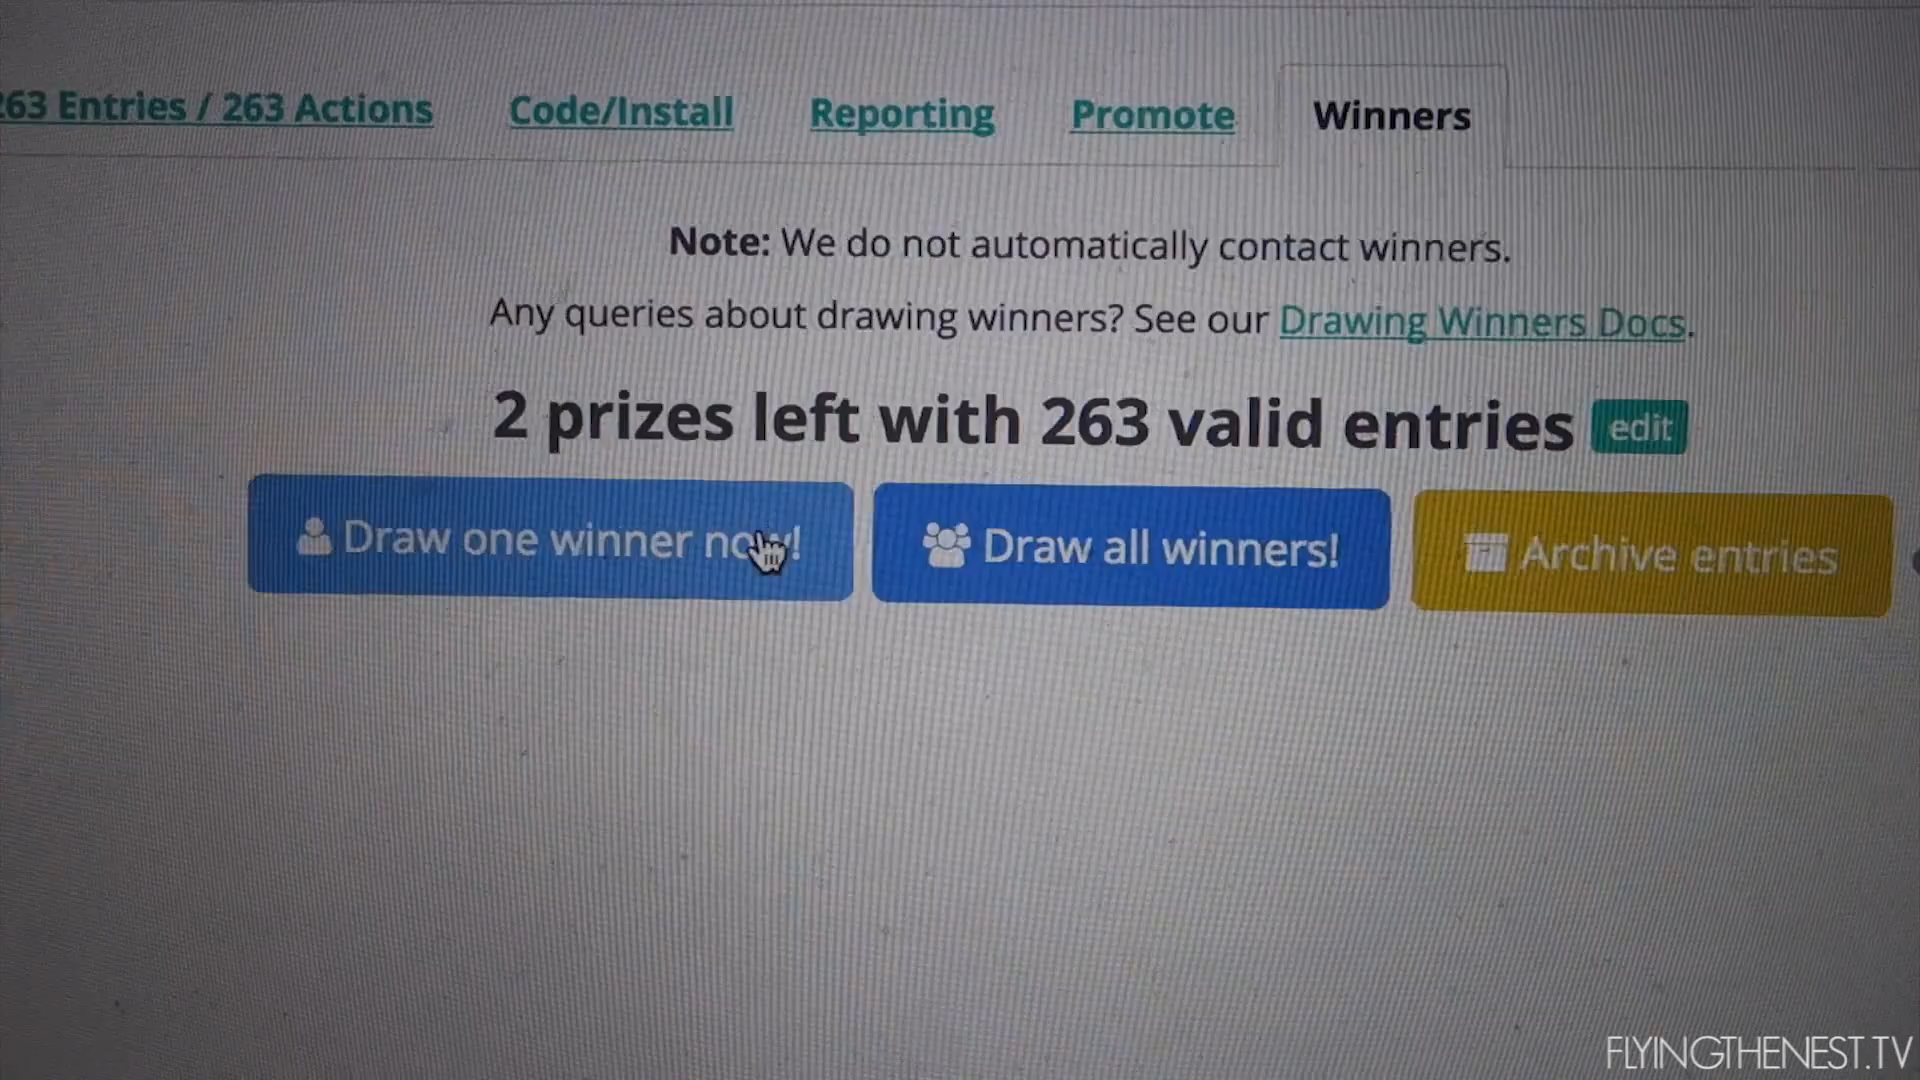 263 Entries / 263 Actions Code/Install Reporting Promote Winners
Note: We do not automatically contact winners.
Any queries about drawing winners? See our Drawing Winners Docs.
2 prizes left with 263 valid entries edit
Draw one winner now! Draw all winners! Archive entries
FLYINGTHENEST.TV